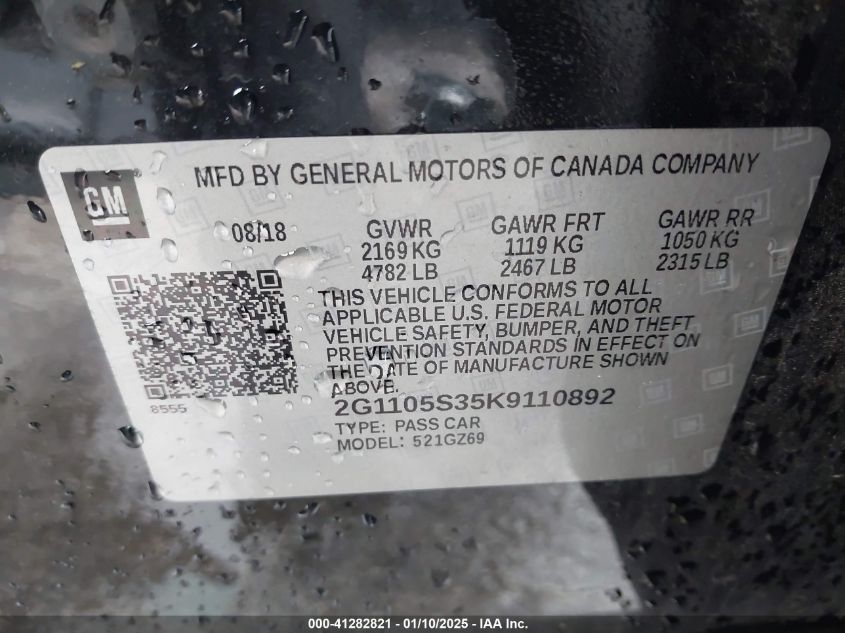 MFD BY GENERAL MOTORS OF CANADA COMPANY
GM
08/18 GVWR GAWR FRT GAWR RR
2169 KG 1119 KG 1050 KG
4782 LB 2467 LB 2315 LB
THIS VEHICLE CONFORMS TO ALL
APPLICABLE U.S. FEDERAL MOTOR
VEHICLE SAFETY, BUMPER, AND THEFT
PREVENTION STANDARDS IN EFFECT ON
THE DATE OF MANUFACTURE SHOWN
ABOVE.
8555
2G1105S35K9110892
TYPE: PASS CAR
MODEL: 521GZ69
000-41282821 - 01/10/2025 - IAA Inc.